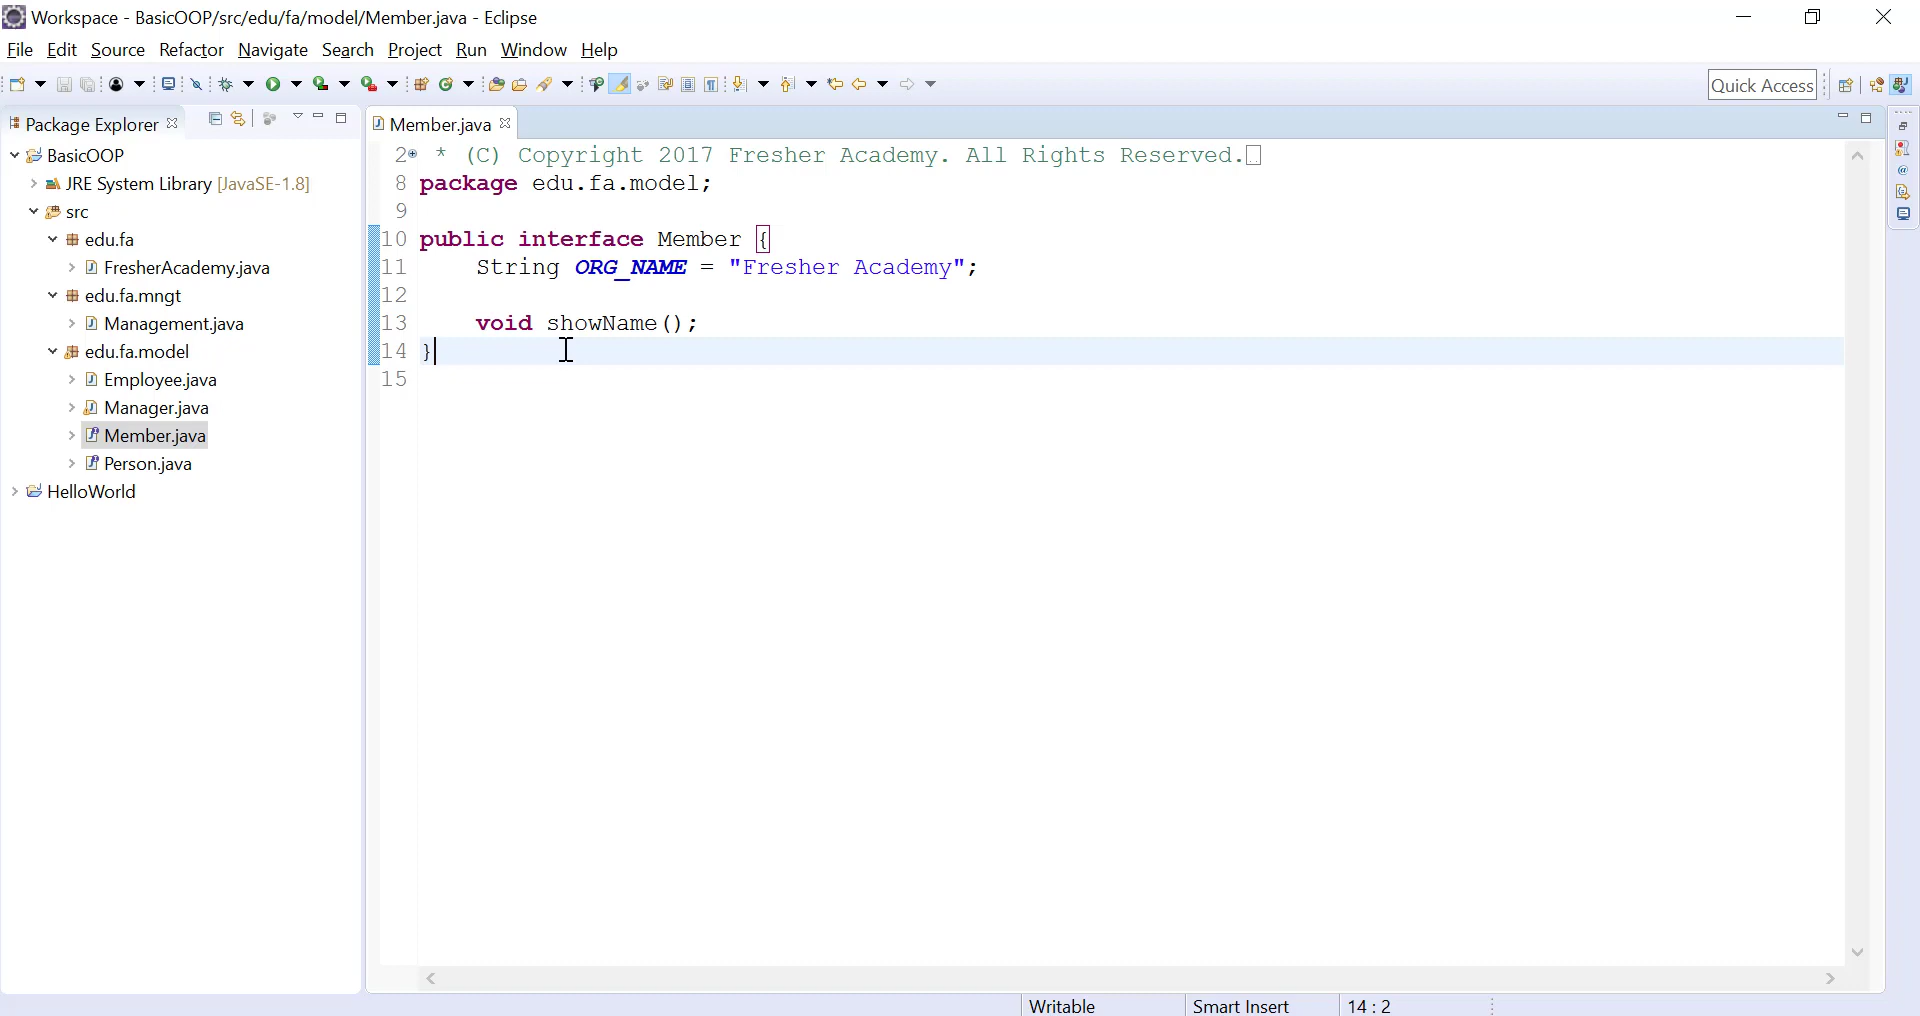 Workspace - BasicOOP/src/edu/fa/model/Member.java - Eclipse
File Edit Source Refactor Navigate Search Project Run Window Help
Quick Access
Package Explorer
Member.java
BasicOOP
JRE System Library [JavaSE-1.8]
src
edu.fa
FresherAcademy.java
edu.fa.mngt
Management.java
edu.fa.model
Employee.java
Manager.java
Member.java
Person.java
HelloWorld
2 * (C) Copyright 2017 Fresher Academy. All Rights Reserved.
8 package edu.fa.model;
9
10 public interface Member {
11 String ORG_NAME = "Fresher Academy";
12
13 void showName();
14 }
15
Writable Smart Insert 14 : 2